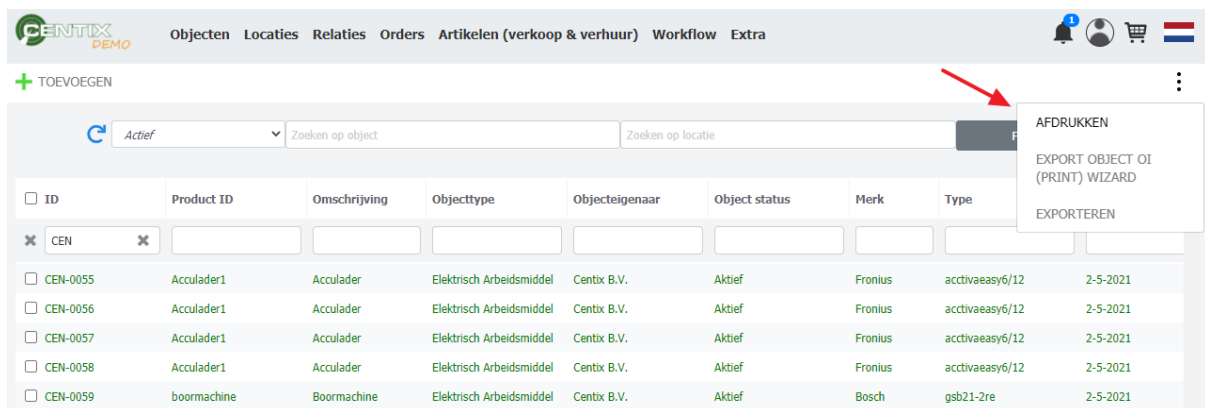 CENTIX
DEMO
Objecten Locaties Relaties Orders Artikelen (verkoop & verhuur) Workflow Extra
1
TOEVOEGEN
Actief
Zoeken op object
Zoeken op locatie
AFDRUKKEN
EXPORT OBJECT OI
(PRINT) WIZARD
EXPORTEREN
ID Product ID Omschrijving Objecttype Objecteigenaar Object status Merk Type
CEN
CEN-0055 Acculader1 Acculader Elektrisch Arbeidsmiddel Centix B.V. Aktief Fronius acctivaeasy6/12 2-5-2021
CEN-0056 Acculader1 Acculader Elektrisch Arbeidsmiddel Centix B.V. Aktief Fronius acctivaeasy6/12 2-5-2021
CEN-0057 Acculader1 Acculader Elektrisch Arbeidsmiddel Centix B.V. Aktief Fronius acctivaeasy6/12 2-5-2021
CEN-0058 Acculader1 Acculader Elektrisch Arbeidsmiddel Centix B.V. Aktief Fronius acctivaeasy6/12 2-5-2021
CEN-0059 boormachine Boormachine Elektrisch Arbeidsmiddel Centix B.V. Aktief Bosch gsb21-2re 2-5-2021